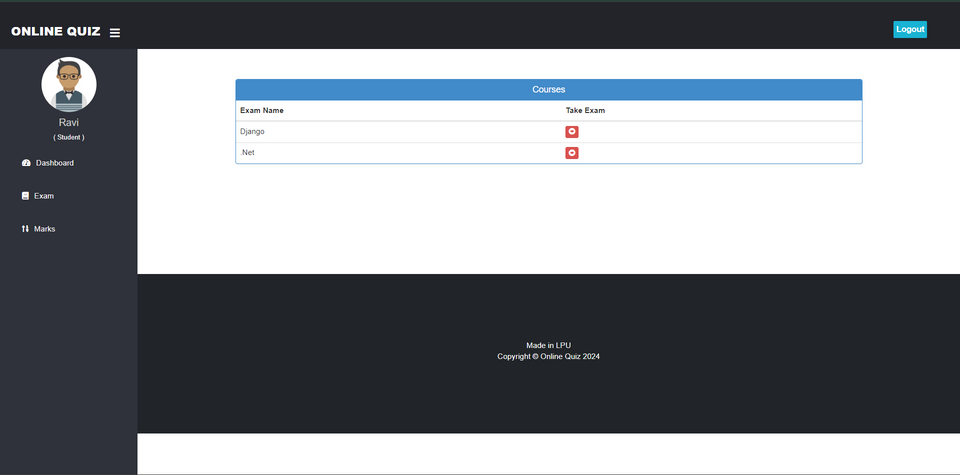 ONLINE QUIZ
Logout
Ravi
( Student )
Dashboard
Exam
Marks
Courses
Exam Name Take Exam
Django
.Net
Made in LPU
Copyright © Online Quiz 2024